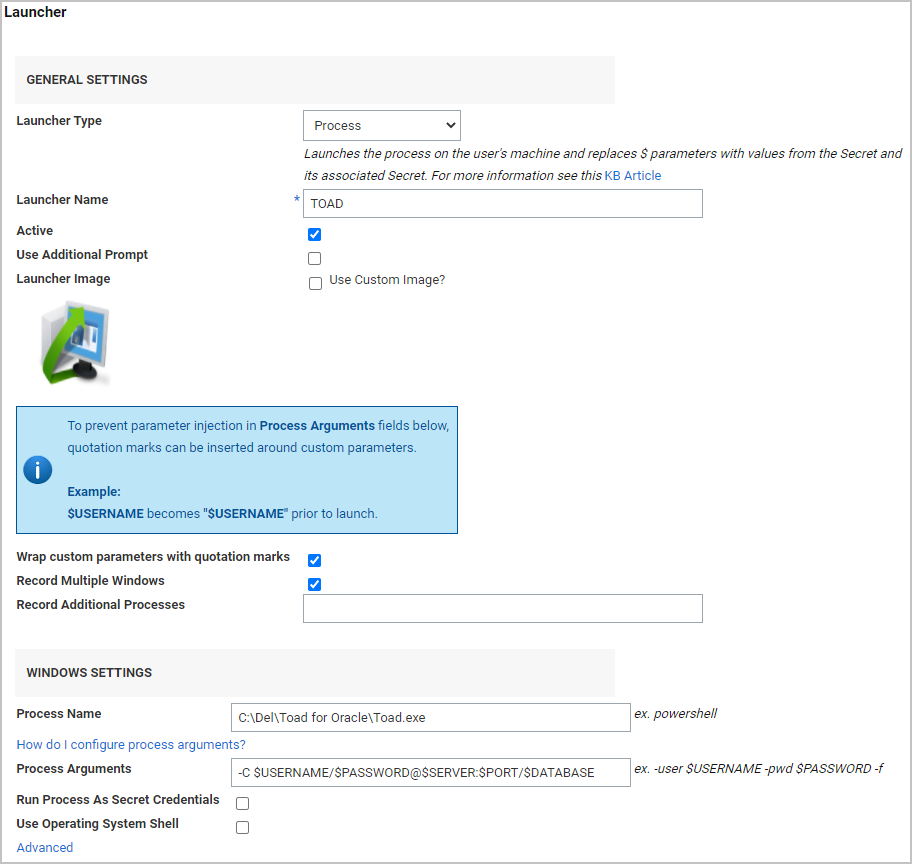 Launcher
GENERAL SETTINGS
Launcher Type
Process
Launches the process on the user's machine and replaces $ parameters with values from the Secret and
its associated Secret. For more information see this KB Article
Launcher Name
* TOAD
Active
Use Additional Prompt
Launcher Image
Use Custom Image?
To prevent parameter injection in Process Arguments fields below,
quotation marks can be inserted around custom parameters.
Example:
$USERNAME becomes "$USERNAME" prior to launch.
Wrap custom parameters with quotation marks
Record Multiple Windows
Record Additional Processes
WINDOWS SETTINGS
Process Name
C:\Del\Toad for Oracle\Toad.exe
ex. powershell
How do I configure process arguments?
Process Arguments
-C $USERNAME/$PASSWORD@$SERVER:$PORT/$DATABASE
ex. -user $USERNAME -pwd $PASSWORD -f
Run Process As Secret Credentials
Use Operating System Shell
Advanced